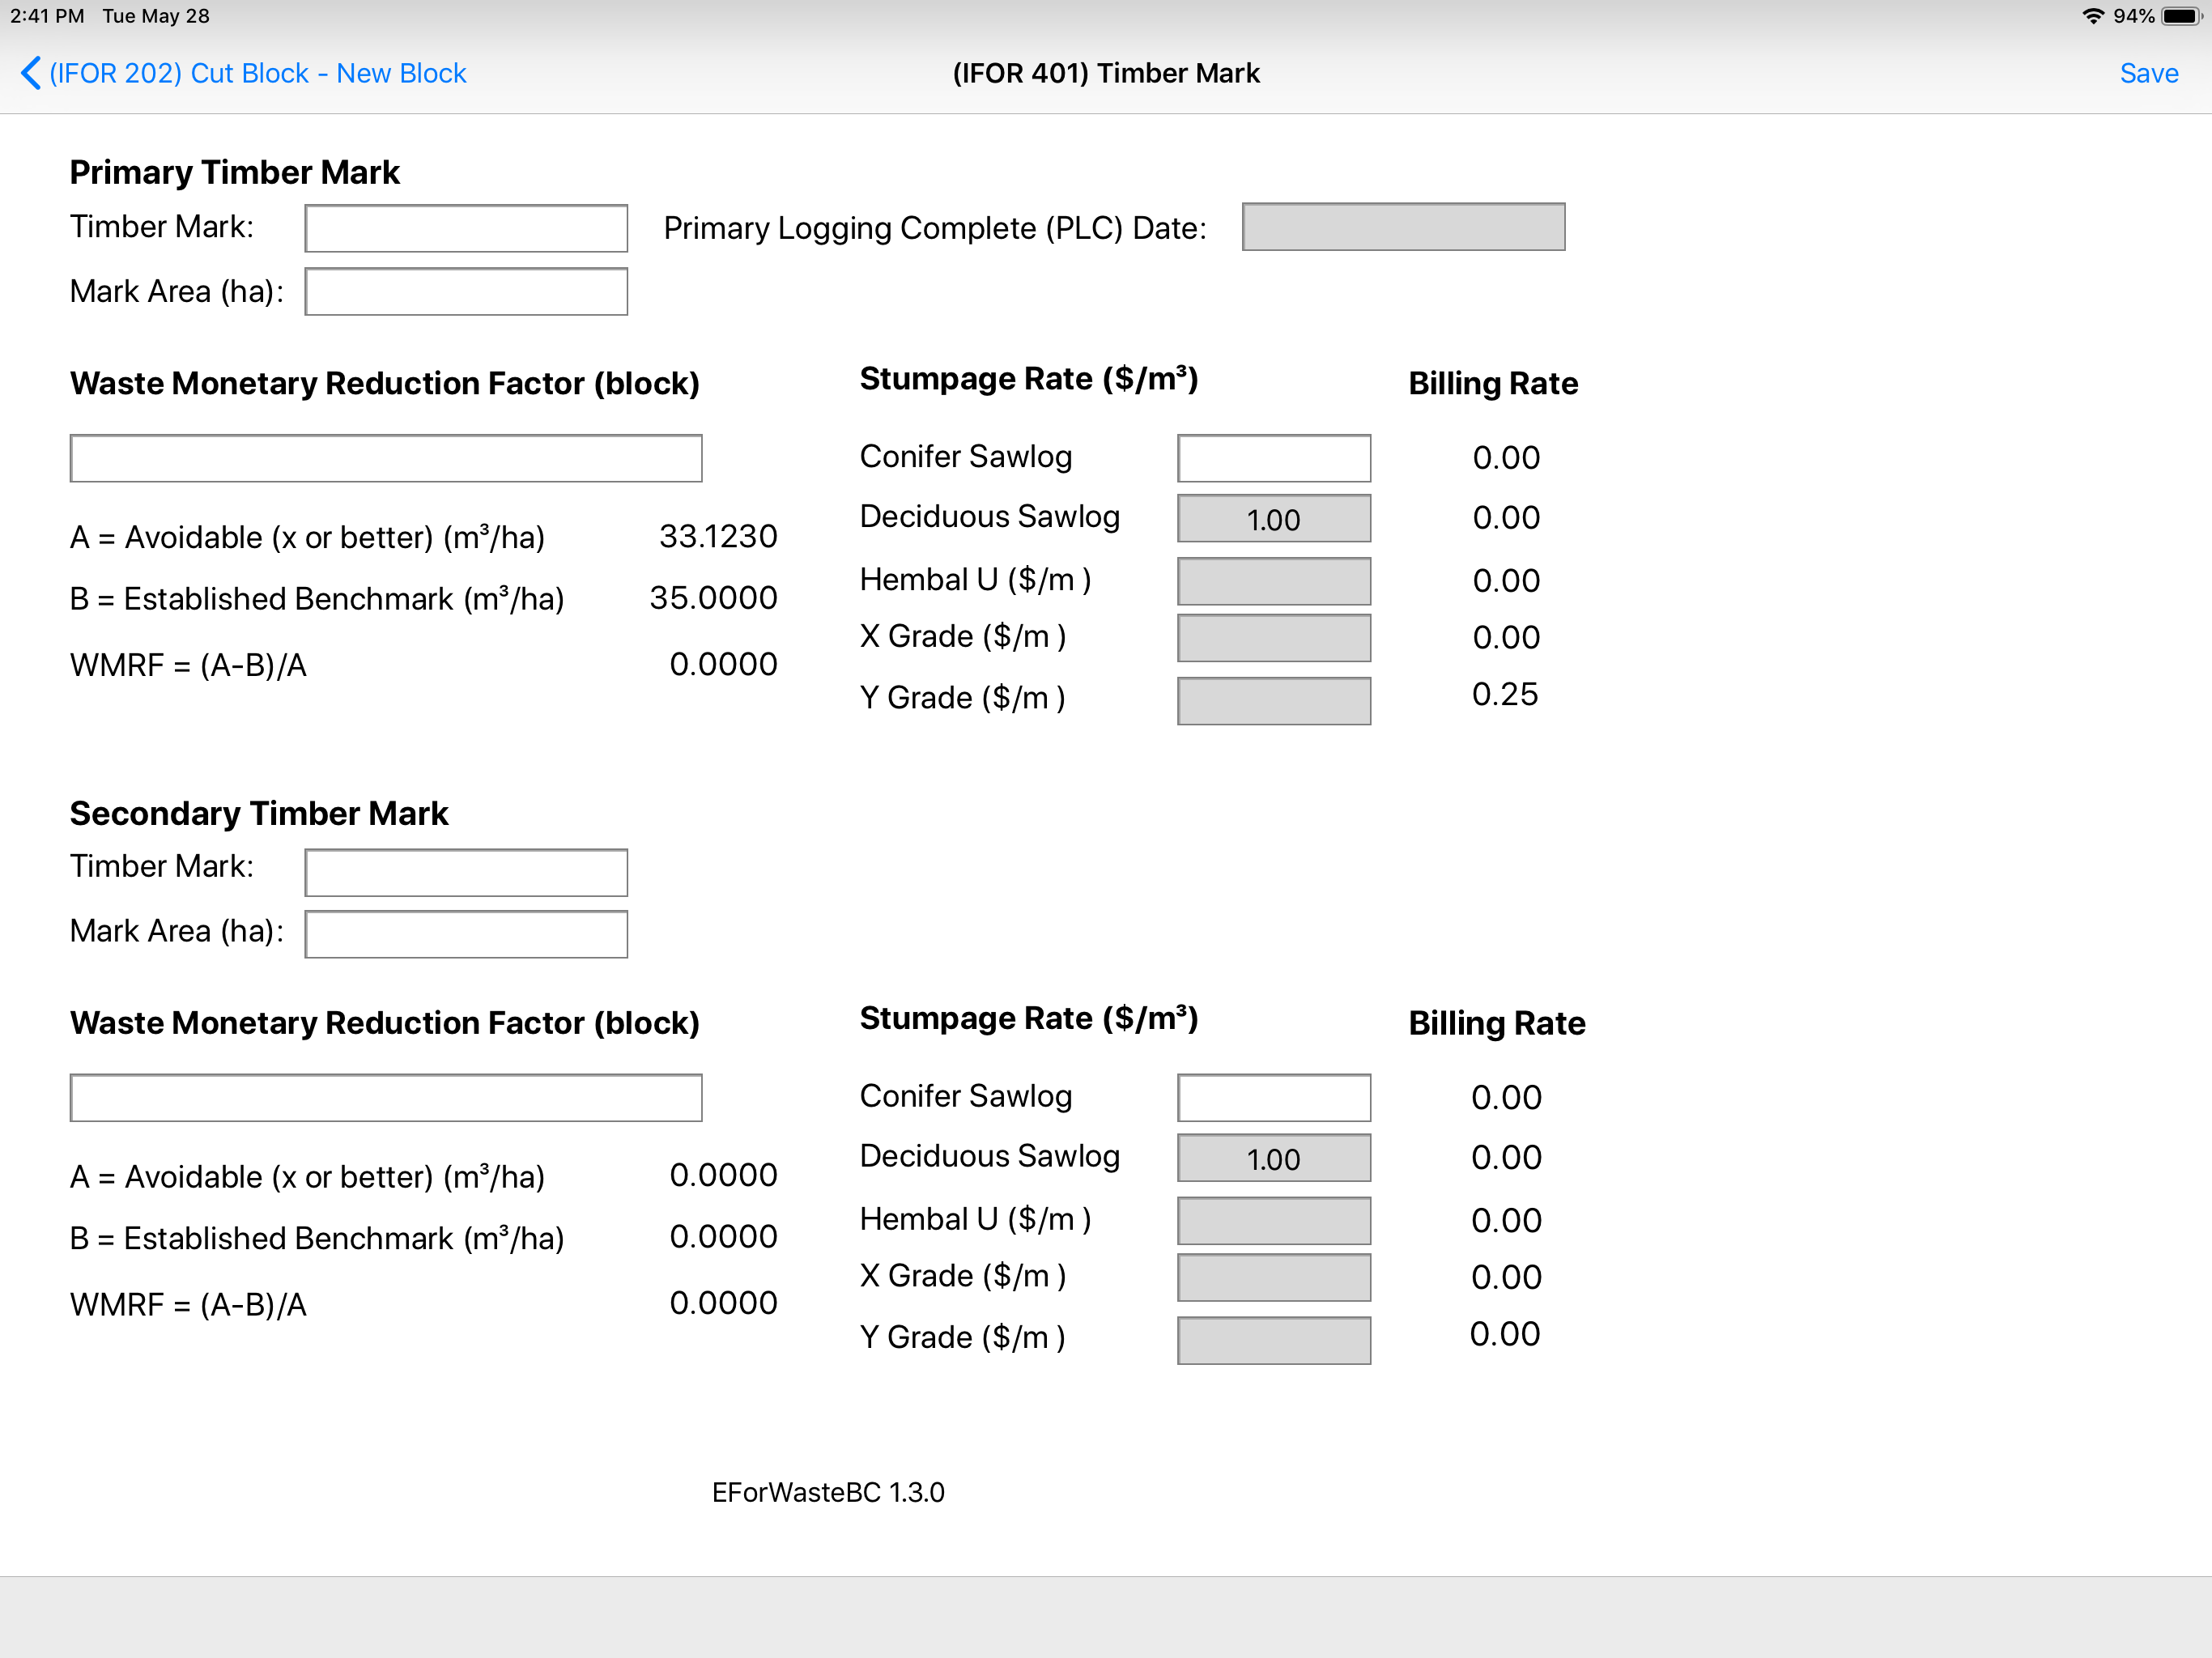 2:41 PM Tue May 28 94%
(IFOR 202) Cut Block - New Block (IFOR 401) Timber Mark Save
Primary Timber Mark
Timber Mark: Primary Logging Complete (PLC) Date:
Mark Area (ha):
Waste Monetary Reduction Factor (block) Stumpage Rate ($/m³) Billing Rate
Conifer Sawlog 0.00
Deciduous Sawlog 1.00 0.00
A = Avoidable (x or better) (m³/ha) 33.1230
Hembal U ($/m ) 0.00
B = Established Benchmark (m³/ha) 35.0000
X Grade ($/m ) 0.00
WMRF = (A-B)/A 0.0000
Y Grade ($/m ) 0.25
Secondary Timber Mark
Timber Mark:
Mark Area (ha):
Waste Monetary Reduction Factor (block) Stumpage Rate ($/m³) Billing Rate
Conifer Sawlog 0.00
Deciduous Sawlog 1.00 0.00
A = Avoidable (x or better) (m³/ha) 0.0000
Hembal U ($/m ) 0.00
B = Established Benchmark (m³/ha) 0.0000
X Grade ($/m ) 0.00
WMRF = (A-B)/A 0.0000
Y Grade ($/m ) 0.00
EForWasteBC 1.3.0